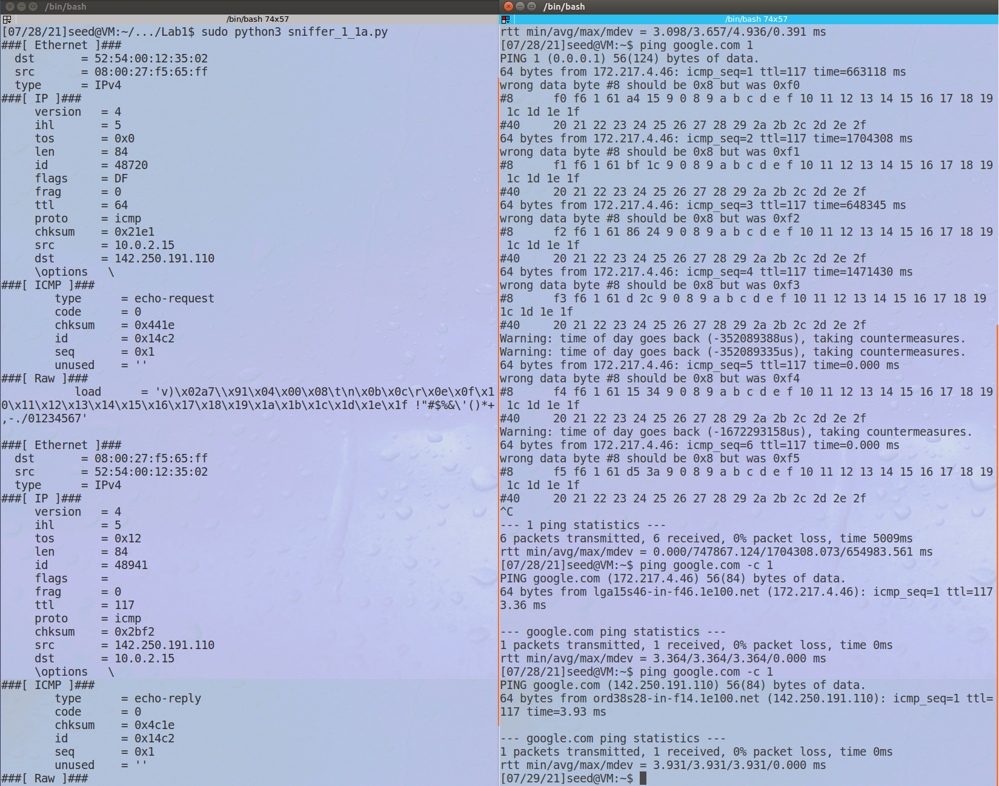 /bin/bash
/bin/bash 74x57
[07/28/21]seed@VM:~/.../Lab1$ sudo python3 sniffer_1_1a.py
###[ Ethernet ]###
  dst       = 52:54:00:12:35:02
  src       = 08:00:27:f5:65:ff
  type      = IPv4
###[ IP ]###
     version   = 4
     ihl       = 5
     tos       = 0x0
     len       = 84
     id        = 48720
     flags     = DF
     frag      = 0
     ttl       = 64
     proto     = icmp
     chksum    = 0x21e1
     src       = 10.0.2.15
     dst       = 142.250.191.110
     \options   \
###[ ICMP ]###
        type      = echo-request
        code      = 0
        chksum    = 0x441e
        id        = 0x14c2
        seq       = 0x1
        unused    = ''
###[ Raw ]###
           load      = 'v)\x02a7\\x91\x04\x00\x08\t\n\x0b\x0c\r\x0e\x0f\x1
0\x11\x12\x13\x14\x15\x16\x17\x18\x19\x1a\x1b\x1c\x1d\x1e\x1f !"#$%&\'()*+
,-./01234567'
###[ Ethernet ]###
  dst       = 08:00:27:f5:65:ff
  src       = 52:54:00:12:35:02
  type      = IPv4
###[ IP ]###
     version   = 4
     ihl       = 5
     tos       = 0x12
     len       = 84
     id        = 48941
     flags     =
     frag      = 0
     ttl       = 117
     proto     = icmp
     chksum    = 0x2bf2
     src       = 142.250.191.110
     dst       = 10.0.2.15
     \options   \
###[ ICMP ]###
        type      = echo-reply
        code      = 0
        chksum    = 0x4c1e
        id        = 0x14c2
        seq       = 0x1
        unused    = ''
###[ Raw ]###
/bin/bash
/bin/bash 74x57
rtt min/avg/max/mdev = 3.098/3.657/4.936/0.391 ms
[07/28/21]seed@VM:~$ ping google.com 1
PING 1 (0.0.0.1) 56(124) bytes of data.
64 bytes from 172.217.4.46: icmp_seq=1 ttl=117 time=663118 ms
wrong data byte #8 should be 0x8 but was 0xf0
#8      f0 f6 1 61 a4 15 9 0 8 9 a b c d e f 10 11 12 13 14 15 16 17 18 19
 1c 1d 1e 1f
#40     20 21 22 23 24 25 26 27 28 29 2a 2b 2c 2d 2e 2f
64 bytes from 172.217.4.46: icmp_seq=2 ttl=117 time=1704308 ms
wrong data byte #8 should be 0x8 but was 0xf1
#8      f1 f6 1 61 bf 1c 9 0 8 9 a b c d e f 10 11 12 13 14 15 16 17 18 19
 1c 1d 1e 1f
#40     20 21 22 23 24 25 26 27 28 29 2a 2b 2c 2d 2e 2f
64 bytes from 172.217.4.46: icmp_seq=3 ttl=117 time=648345 ms
wrong data byte #8 should be 0x8 but was 0xf2
#8      f2 f6 1 61 86 24 9 0 8 9 a b c d e f 10 11 12 13 14 15 16 17 18 19
 1c 1d 1e 1f
#40     20 21 22 23 24 25 26 27 28 29 2a 2b 2c 2d 2e 2f
64 bytes from 172.217.4.46: icmp_seq=4 ttl=117 time=1471430 ms
wrong data byte #8 should be 0x8 but was 0xf3
#8      f3 f6 1 61 d 2c 9 0 8 9 a b c d e f 10 11 12 13 14 15 16 17 18 19
1c 1d 1e 1f
#40     20 21 22 23 24 25 26 27 28 29 2a 2b 2c 2d 2e 2f
Warning: time of day goes back (-352089388us), taking countermeasures.
Warning: time of day goes back (-352089335us), taking countermeasures.
64 bytes from 172.217.4.46: icmp_seq=5 ttl=117 time=0.000 ms
wrong data byte #8 should be 0x8 but was 0xf4
#8      f4 f6 1 61 15 34 9 0 8 9 a b c d e f 10 11 12 13 14 15 16 17 18 19
 1c 1d 1e 1f
#40     20 21 22 23 24 25 26 27 28 29 2a 2b 2c 2d 2e 2f
Warning: time of day goes back (-1672293158us), taking countermeasures.
64 bytes from 172.217.4.46: icmp_seq=6 ttl=117 time=0.000 ms
wrong data byte #8 should be 0x8 but was 0xf5
#8      f5 f6 1 61 d5 3a 9 0 8 9 a b c d e f 10 11 12 13 14 15 16 17 18 19
 1c 1d 1e 1f
#40     20 21 22 23 24 25 26 27 28 29 2a 2b 2c 2d 2e 2f
^C
--- 1 ping statistics ---
6 packets transmitted, 6 received, 0% packet loss, time 5009ms
rtt min/avg/max/mdev = 0.000/747867.124/1704308.073/654983.561 ms
[07/28/21]seed@VM:~$ ping google.com -c 1
PING google.com (172.217.4.46) 56(84) bytes of data.
64 bytes from lga15s46-in-f46.1e100.net (172.217.4.46): icmp_seq=1 ttl=117
3.36 ms
--- google.com ping statistics ---
1 packets transmitted, 1 received, 0% packet loss, time 0ms
rtt min/avg/max/mdev = 3.364/3.364/3.364/0.000 ms
[07/28/21]seed@VM:~$ ping google.com -c 1
PING google.com (142.250.191.110) 56(84) bytes of data.
64 bytes from ord38s28-in-f14.1e100.net (142.250.191.110): icmp_seq=1 ttl=
117 time=3.93 ms
--- google.com ping statistics ---
1 packets transmitted, 1 received, 0% packet loss, time 0ms
rtt min/avg/max/mdev = 3.931/3.931/3.931/0.000 ms
[07/29/21]seed@VM:~$